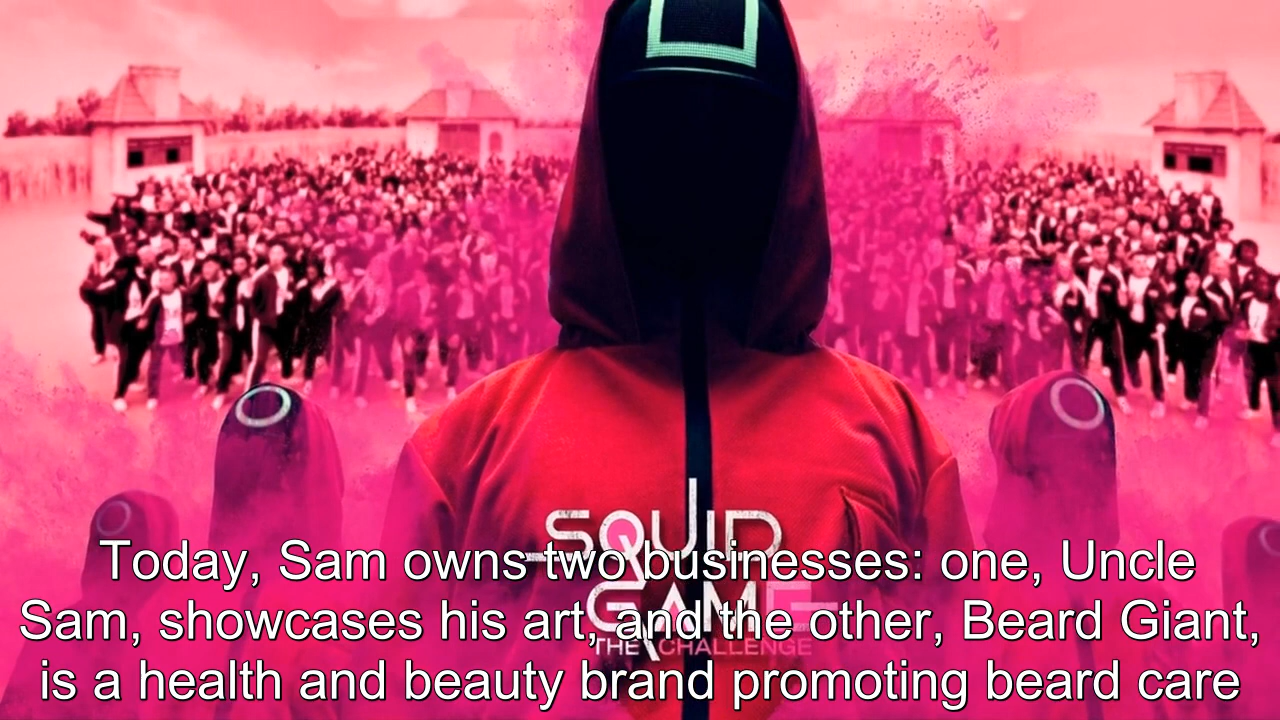 SQUID
GAME
THE CHALLENGE
Today, Sam owns two businesses: one, Uncle
Sam, showcases his art, and the other, Beard Giant,
is a health and beauty brand promoting beard care